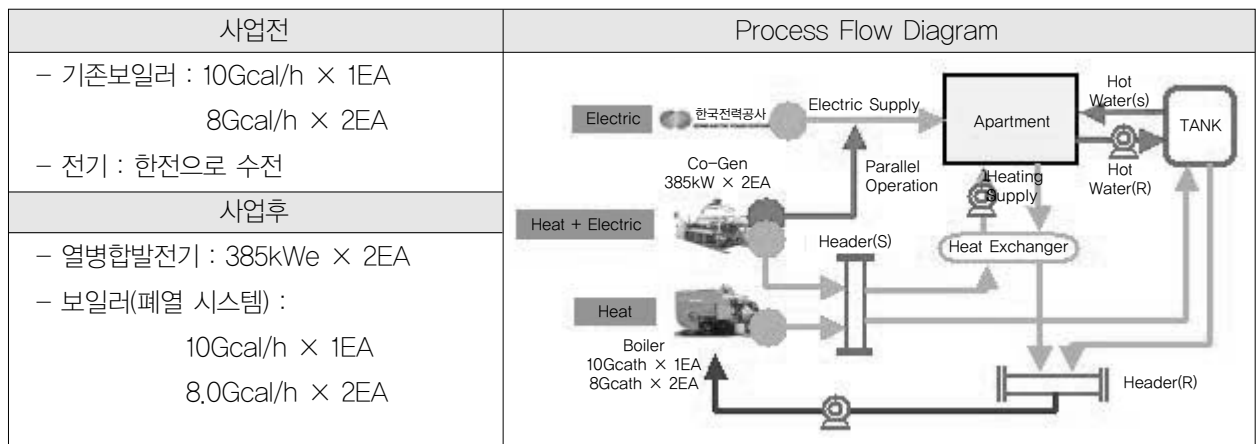 사업전
- 기존보일러 : 10Gcal/h × 1EA
8Gcal/h × 2EA
- 전기 : 한전으로 수전
사업후
- 열병합발전기 : 385kWe × 2EA
- 보일러(폐열 시스템) :
10Gcal/h × 1EA
8.0Gcal/h × 2EA
Process Flow Diagram
Electric
한국전력공사
Electric Supply
Apartment
Hot
Water(s)
TANK
Hot
Water(R)
Co-Gen
385kW × 2EA
Parallel
Operation
Heating
Supply
Heat + Electric
Header(S)
Heat Exchanger
Heat
Boiler
10Gcath × 1EA
8Gcath × 2EA
Header(R)